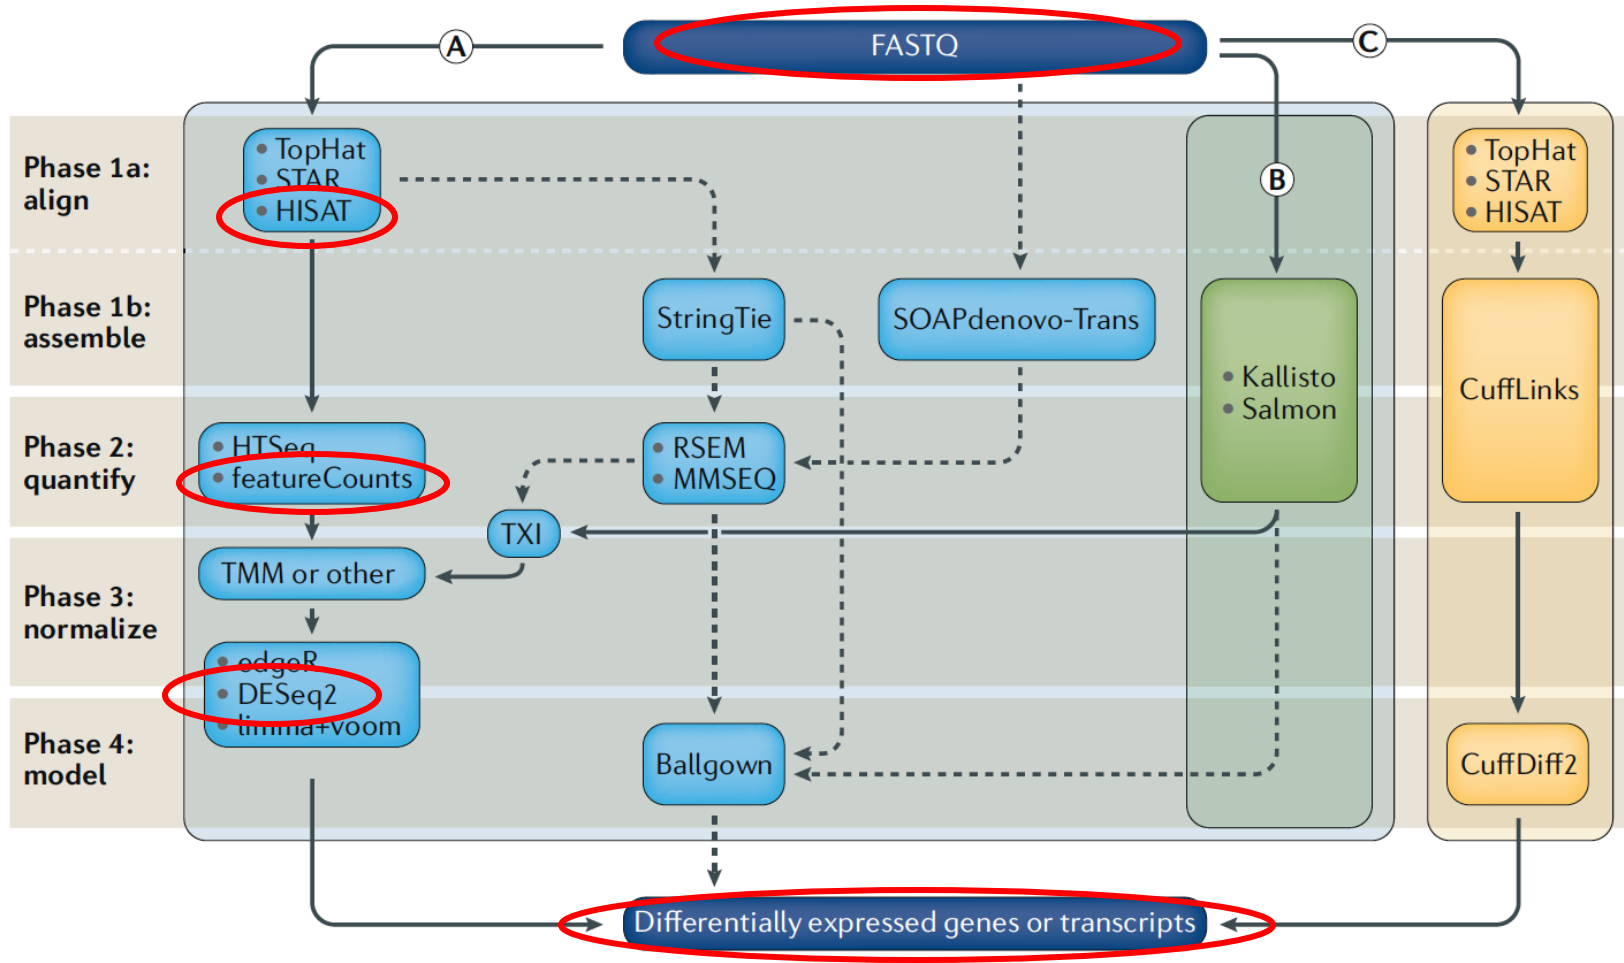 FASTQ
A
C
Phase 1a:
align
TopHat
STAR
HISAT
B
TopHat
STAR
HISAT
Phase 1b:
assemble
StringTie
SOAPdenovo-Trans
Kallisto
Salmon
CuffLinks
Phase 2:
quantify
HTSeq
featureCounts
RSEM
MMSEQ
TXI
Phase 3:
normalize
TMM or other
edgeR
DESeq2
limma+voom
Phase 4:
model
Ballgown
CuffDiff2
Differentially expressed genes or transcripts